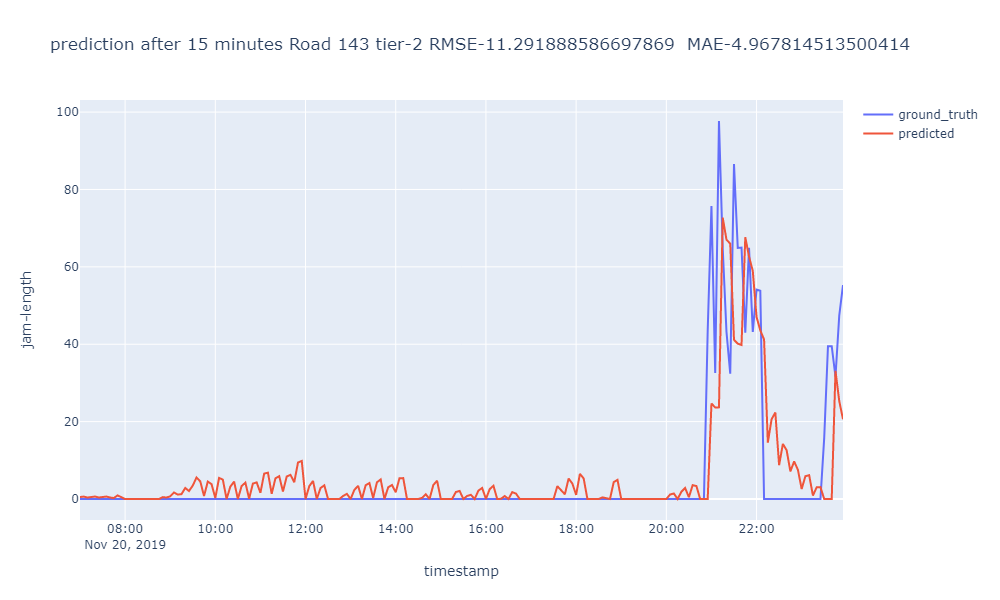 prediction after 15 minutes Road 143 tier-2 RMSE-11.291888586697869  MAE-4.967814513500414
ground_truth
predicted
100
80
60
40
20
0
jam-length
08:00 10:00 12:00 14:00 16:00 18:00 20:00 22:00
Nov 20, 2019
timestamp